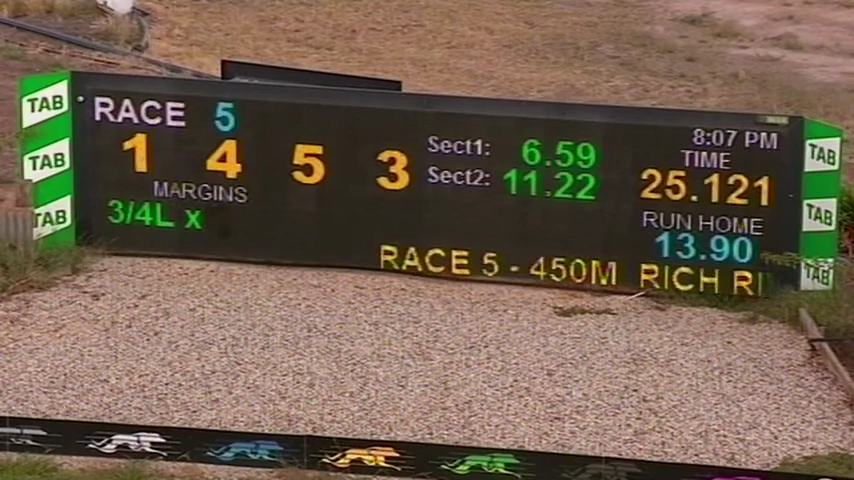 TAB
TAB
TAB
RACE 5
1 4 5 3
MARGINS
3/4L x
Sect1: 6.59
Sect2: 11.22
8:07 PM
TIME
25.121
RUN HOME
13.90
RACE 5 - 450M RICH RI
TAB
TAB
TAB